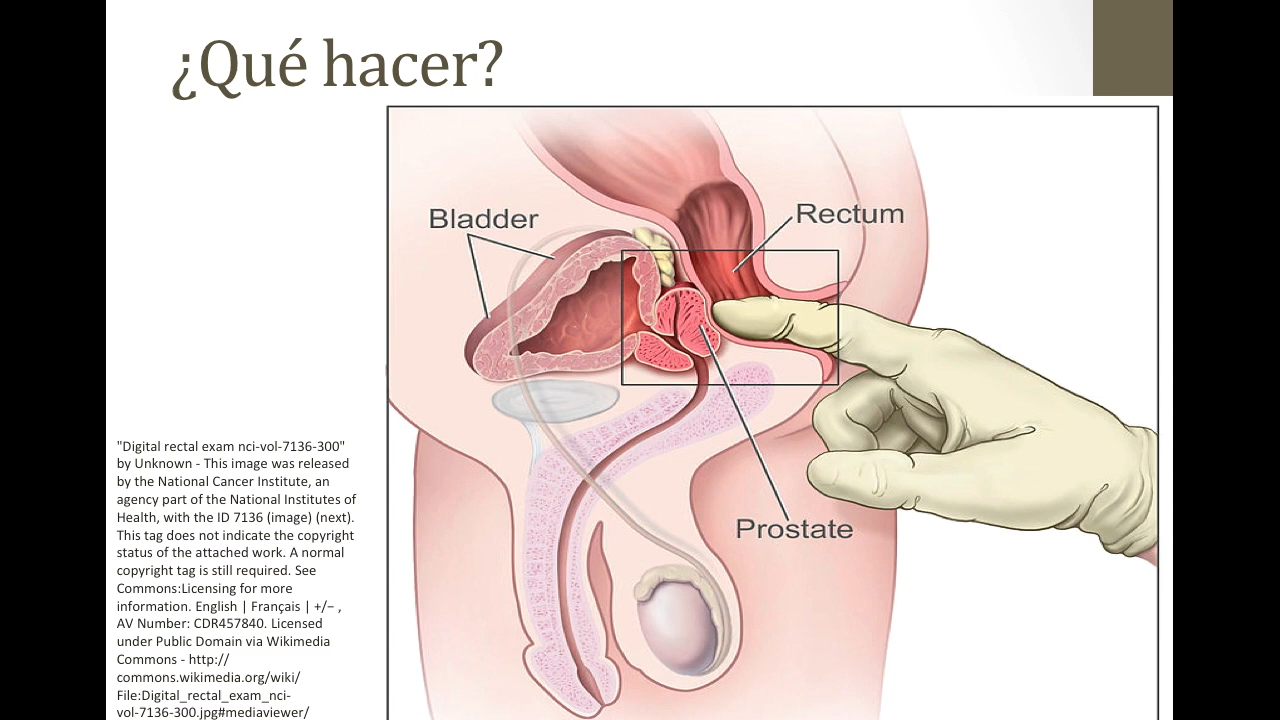 ¿Qué hacer?
Bladder
Rectum
Prostate
"Digital rectal exam nci-vol-7136-300"
by Unknown - This image was released
by the National Cancer Institute, an
agency part of the National Institutes of
Health, with the ID 7136 (image) (next).
This tag does not indicate the copyright
status of the attached work. A normal
copyright tag is still required. See
Commons:Licensing for more
information. English | Français | +/− ,
AV Number: CDR457840. Licensed
under Public Domain via Wikimedia
Commons - http://
commons.wikimedia.org/wiki/
File:Digital_rectal_exam_nci-
vol-7136-300.jpg#mediaviewer/